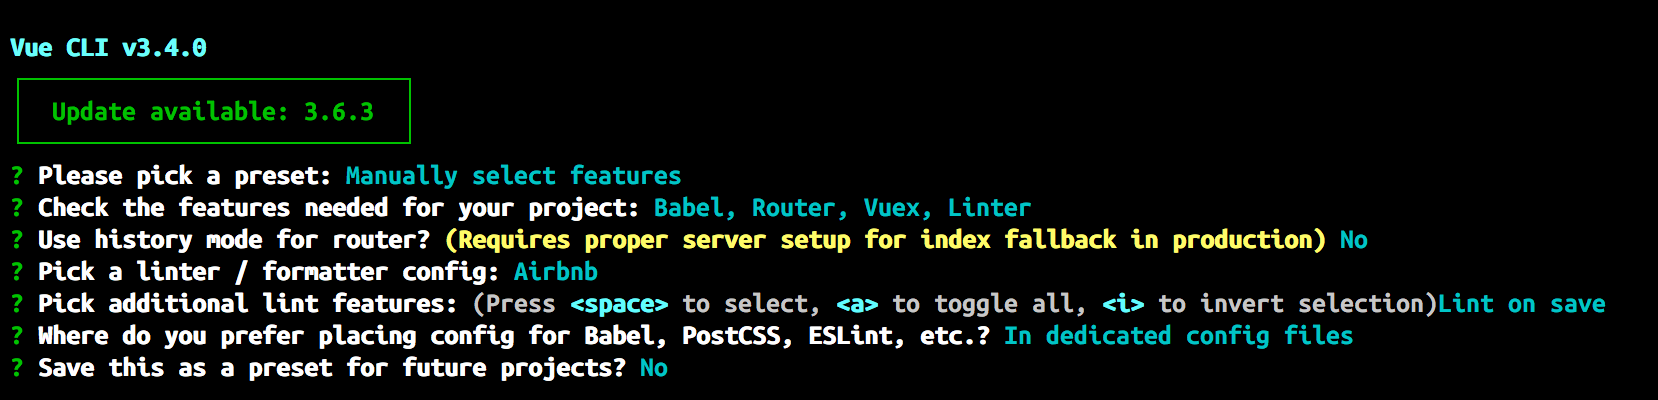 Vue CLI v3.4.0
Update available: 3.6.3
? Please pick a preset: Manually select features
? Check the features needed for your project: Babel, Router, Vuex, Linter
? Use history mode for router? (Requires proper server setup for index fallback in production) No
? Pick a linter / formatter config: Airbnb
? Pick additional lint features: (Press <space> to select, <a> to toggle all, <i> to invert selection)Lint on save
? Where do you prefer placing config for Babel, PostCSS, ESLint, etc.? In dedicated config files
? Save this as a preset for future projects? No